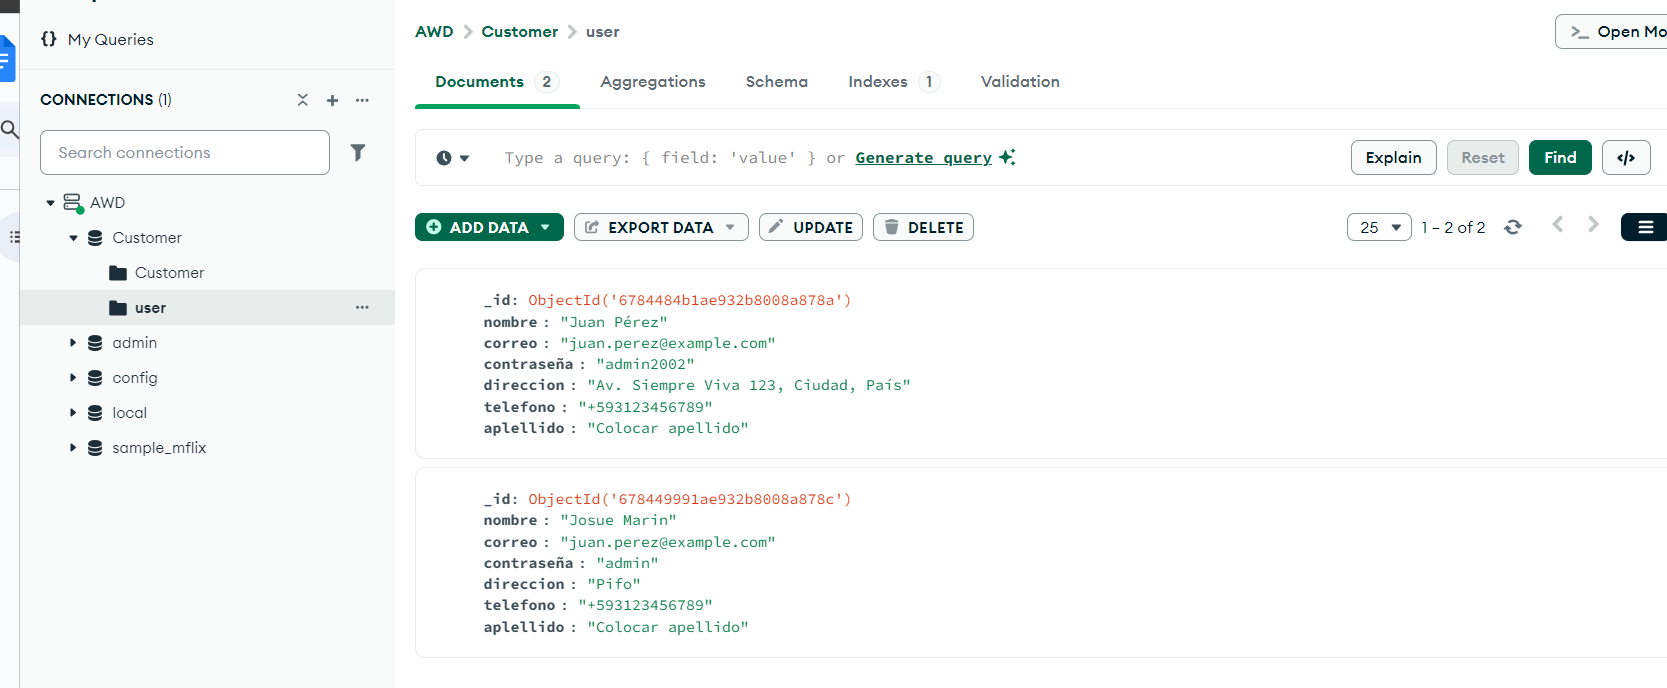 {} My Queries
CONNECTIONS (1)
Search connections
AWD
Customer
Customer
user
admin
config
local
sample_mflix
AWD > Customer > user
>_ Open Mo
Documents 2 Aggregations Schema Indexes 1 Validation
Type a query: { field: 'value' } or Generate query
Explain Reset Find </>
ADD DATA EXPORT DATA UPDATE DELETE
25 1 – 2 of 2
_id: ObjectId('6784484b1ae932b8008a878a')
nombre : "Juan Pérez"
correo : "juan.perez@example.com"
contraseña : "admin2002"
direccion : "Av. Siempre Viva 123, Ciudad, País"
telefono : "+593123456789"
aplellido : "Colocar apellido"
_id: ObjectId('678449991ae932b8008a878c')
nombre : "Josue Marin"
correo : "juan.perez@example.com"
contraseña : "admin"
direccion : "Pifo"
telefono : "+593123456789"
aplellido : "Colocar apellido"